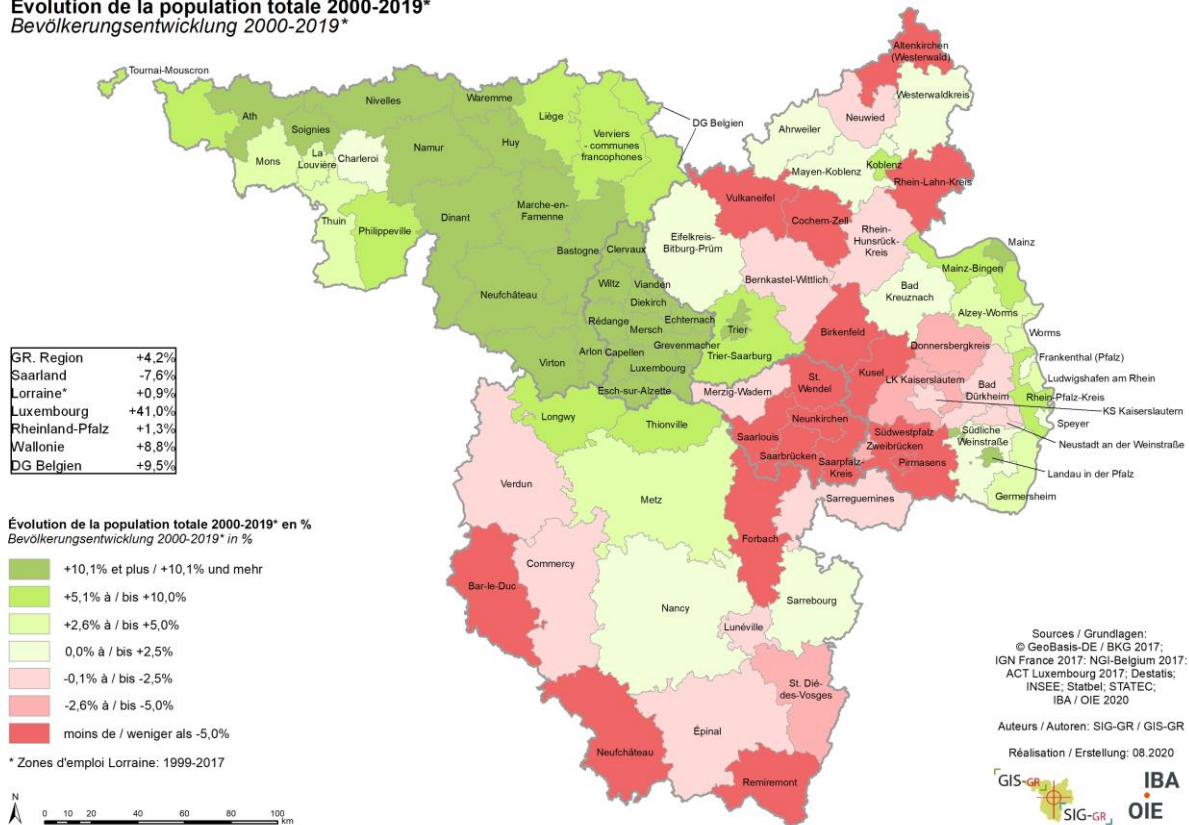 Évolution de la population totale 2000-2019*
Bevölkerungsentwicklung 2000-2019*
Tournai-Mouscron
Ath
Nivelles
Waremme
Soignies
Mons
La
Louvière
Charleroi
Namur
Huy
Liège
Verviers
- communes
francophones
DG Belgien
Thuin
Philippeville
Dinant
Marche-en-
Famenne
Bastogne
Neufchâteau
Virton
Arlon
Clervaux
Wiltz
Vianden
Diekirch
Rédange
Mersch
Echternach
Grevenmacher
Capellen
Luxembourg
Esch-sur-Alzette
Altenkirchen
(Westerwald)
Westerwaldkreis
Neuwied
Ahrweiler
Mayen-Koblenz
Koblenz
Rhein-Lahn-Kreis
Vulkaneifel
Cochem-Zell
Rhein-
Hunsrück-
Kreis
Eifelkreis-
Bitburg-Prüm
Bernkastel-Wittlich
Trier
Trier-Saarburg
Mainz
Mainz-Bingen
Bad
Kreuznach
Alzey-Worms
Worms
Birkenfeld
Donnersbergkreis
Frankenthal (Pfalz)
Ludwigshafen am Rhein
Kusel
LK Kaiserslautern
Bad
Dürkheim
Rhein-Pfalz-Kreis
KS Kaiserslautern
Speyer
Neustadt an der Weinstraße
Südliche
Weinstraße
Landau in der Pfalz
Germersheim
Südwestpfalz
Zweibrücken
Pirmasens
Merzig-Wadern
St.
Wendel
Neunkirchen
Saarlouis
Saarbrücken
Saarpfalz-
Kreis
Longwy
Thionville
Verdun
Metz
Sarreguemines
Forbach
Bar-le-Duc
Commercy
Nancy
Sarrebourg
Lunéville
St. Dié-
des-Vosges
Neufchâteau
Épinal
Remiremont
GR. Region +4,2%
Saarland -7,6%
Lorraine* +0,9%
Luxembourg +41,0%
Rheinland-Pfalz +1,3%
Wallonie +8,8%
DG Belgien +9,5%
Évolution de la population totale 2000-2019* en %
Bevölkerungsentwicklung 2000-2019* in %
+10,1% et plus / +10,1% und mehr
+5,1% à / bis +10,0%
+2,6% à / bis +5,0%
0,0% à / bis +2,5%
-0,1% à / bis -2,5%
-2,6% à / bis -5,0%
moins de / weniger als -5,0%
* Zones d'emploi Lorraine: 1999-2017
N
0 10 20 40 60 80 100
km
Sources / Grundlagen:
© GeoBasis-DE / BKG 2017;
IGN France 2017: NGI-Belgium 2017:
ACT Luxembourg 2017; Destatis;
INSEE; Statbel; STATEC;
IBA / OIE 2020
Auteurs / Autoren: SIG-GR / GIS-GR
Réalisation / Erstellung: 08.2020
GIS-GR
SIG-GR
IBA
OIE